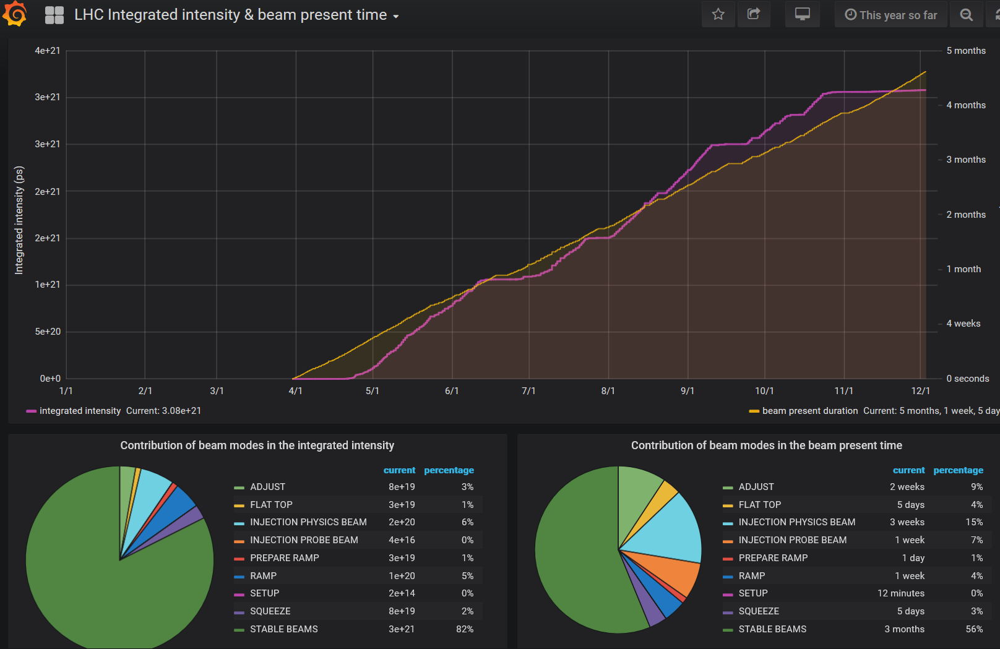 LHC Integrated intensity & beam present time
This year so far
4e+21
3e+21
3e+21
2e+21
2e+21
1e+21
5e+20
0e+0
Integrated intensity (ps)
5 months
4 months
3 months
2 months
1 month
4 weeks
0 seconds
1/1 2/1 3/1 4/1 5/1 6/1 7/1 8/1 9/1 10/1 11/1 12/1
integrated intensity Current: 3.08e+21
beam present duration Current: 5 months, 1 week, 5 day
Contribution of beam modes in the integrated intensity
current percentage
ADJUST 8e+19 3%
FLAT TOP 3e+19 1%
INJECTION PHYSICS BEAM 2e+20 6%
INJECTION PROBE BEAM 4e+16 0%
PREPARE RAMP 3e+19 1%
RAMP 1e+20 5%
SETUP 2e+14 0%
SQUEEZE 8e+19 2%
STABLE BEAMS 3e+21 82%
Contribution of beam modes in the beam present time
current percentage
ADJUST 2 weeks 9%
FLAT TOP 5 days 4%
INJECTION PHYSICS BEAM 3 weeks 15%
INJECTION PROBE BEAM 1 week 7%
PREPARE RAMP 1 day 1%
RAMP 1 week 4%
SETUP 12 minutes 0%
SQUEEZE 5 days 3%
STABLE BEAMS 3 months 56%